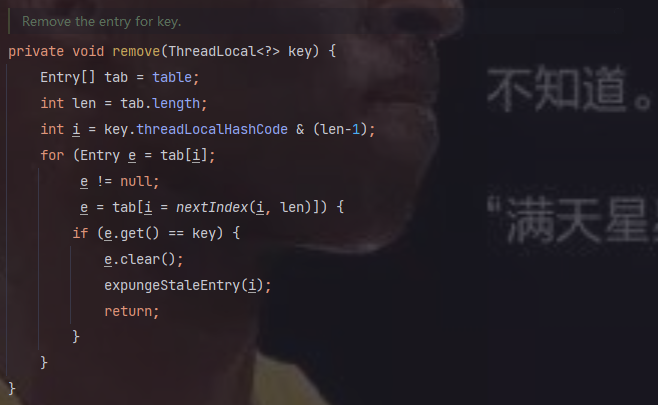 Remove the entry for key.
private void remove(ThreadLocal<?> key) {
    Entry[] tab = table;
    int len = tab.length;
    int i = key.threadLocalHashCode & (len-1);
    for (Entry e = tab[i];
         e != null;
         e = tab[i = nextIndex(i, len)]) {
        if (e.get() == key) {
            e.clear();
            expungeStaleEntry(i);
            return;
        }
    }
}
不知道。
“满天星